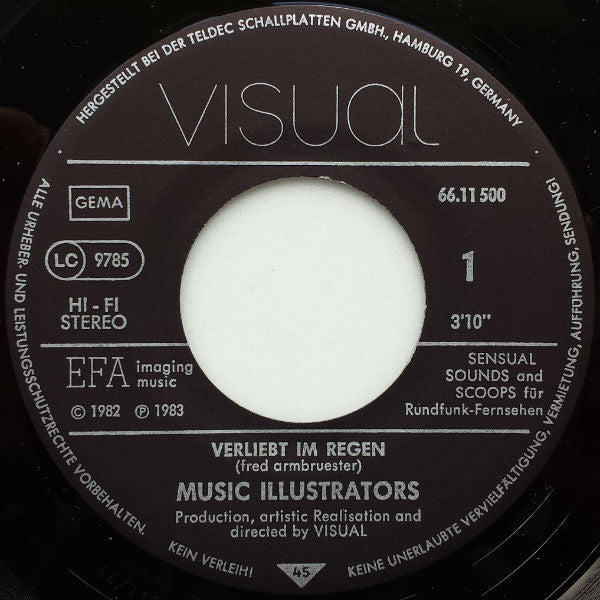 HERGESTELLT BEI DER TELDEC SCHALLPLATTEN GMBH., HAMBURG 19, GERMANY
VISUAL
GEMA
66.11 500
LC 9785
1
HI-FI
STEREO
3'10"
EFA imaging
music
© 1982 ℗ 1983
SENSUAL
SOUNDS and
SCOOPS für
Rundfunk-Fernsehen
VERLIEBT IM REGEN
(fred armbruester)
MUSIC ILLUSTRATORS
Production, artistic Realisation and
directed by VISUAL
45
ALLE URHEBER- UND LEISTUNGSSCHUTZRECHTE VORBEHALTEN.
KEIN VERLEIH!
KEINE UNERLAUBTE VERVIELFÄLTIGUNG, VERMIETUNG, AUFFÜHRUNG, SENDUNG!